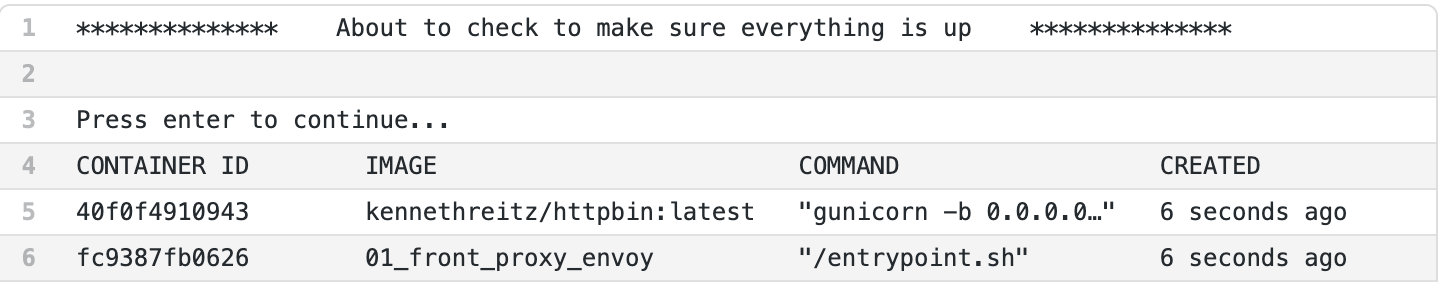 1 ************** About to check to make sure everything is up **************
2
3 Press enter to continue...
4 CONTAINER ID IMAGE COMMAND CREATED
5 40f0f4910943 kennethreitz/httpbin:latest "gunicorn -b 0.0.0.0…" 6 seconds ago
6 fc9387fb0626 01_front_proxy_envoy "/entrypoint.sh" 6 seconds ago